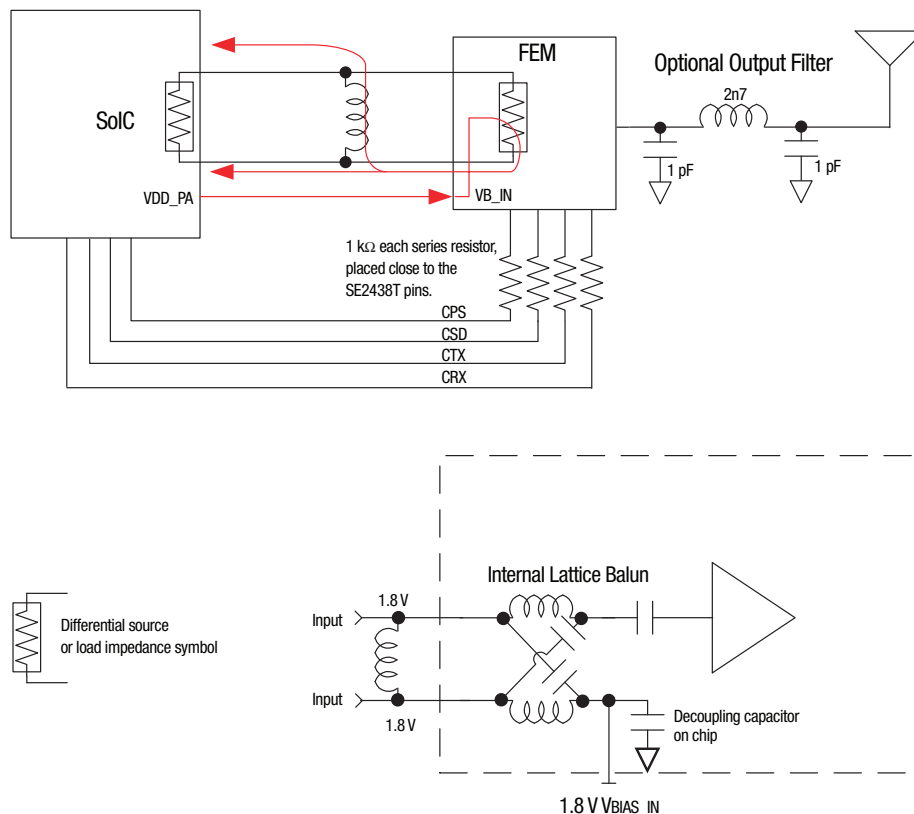 FEM
Optional Output Filter
2n7
SoIC
1 pF
1 pF
VDD_PA
VB_IN
1 kΩ each series resistor,
placed close to the
SE2438T pins.
CPS
CSD
CTX
CRX
Internal Lattice Balun
1.8 V
Differential source
or load impedance symbol
Input
Input
1.8 V
Decoupling capacitor
on chip
1.8 V VBIAS_IN